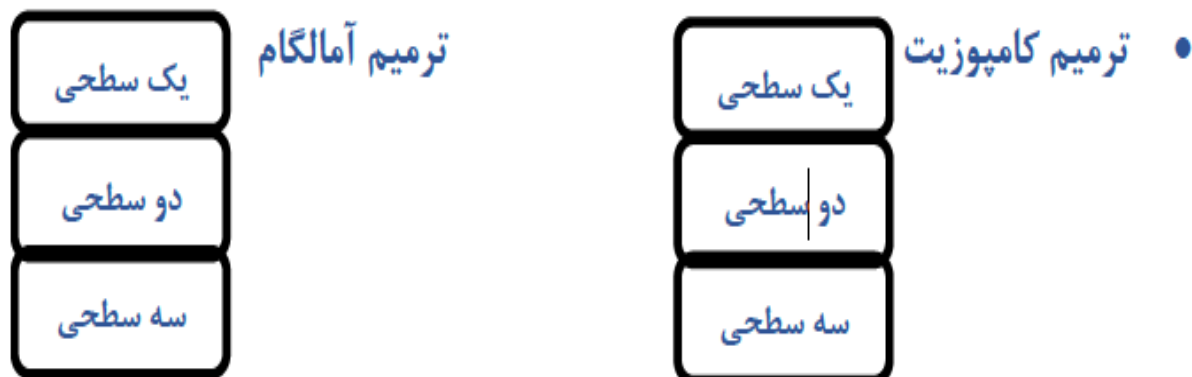 • ترمیم کامپوزیت
یک سطحی
دو سطحی
سه سطحی
ترمیم آمالگام
یک سطحی
دو سطحی
سه سطحی